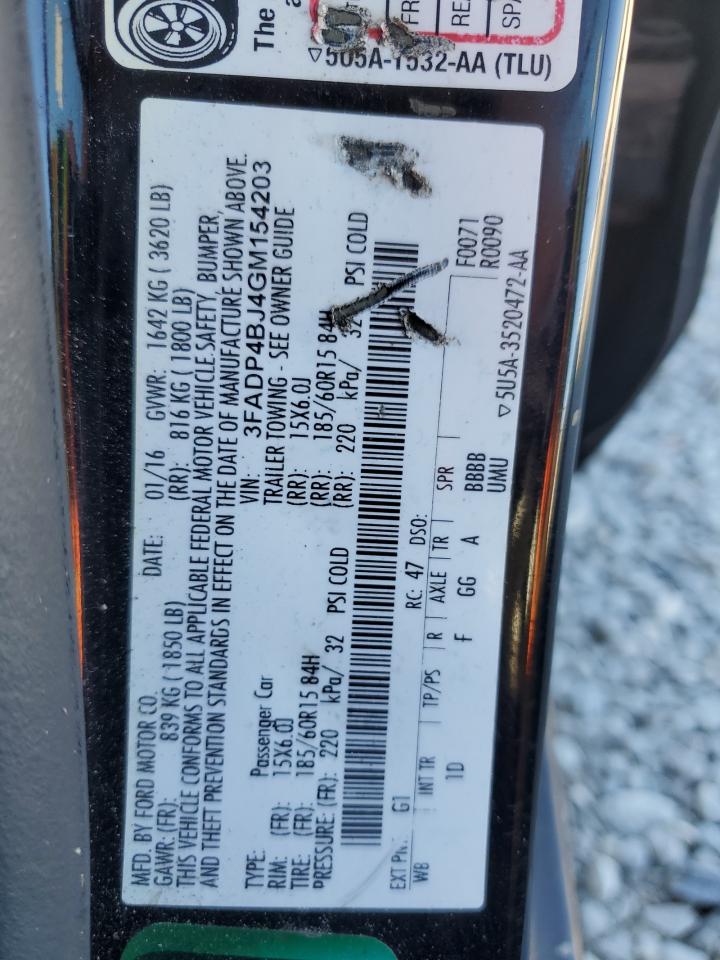 The
a
FR
RE
SP
▽5U5A-1532-AA (TLU)
MFD. BY FORD MOTOR CO. DATE: 01/16 GVWR: 1642 KG ( 3620 LB)
GAWR: (FR): 839 KG ( 1850 LB) (RR): 816 KG ( 1800 LB)
THIS VEHICLE CONFORMS TO ALL APPLICABLE FEDERAL MOTOR VEHICLE SAFETY, BUMPER,
AND THEFT PREVENTION STANDARDS IN EFFECT ON THE DATE OF MANUFACTURE SHOWN ABOVE.
VIN: 3FADP4BJ4GM154203
TYPE: Passenger Car TRAILER TOWING - SEE OWNER GUIDE
RIM: (FR): 15X6.0J (RR): 15X6.0J
TIRE: (FR): 185/60R15 84H (RR): 185/60R15 84H
PRESSURE: (FR): 220 kPa/ 32 PSI COLD (RR): 220 kPa/ 32 PSI COLD
EXT PNT: G1 RC: 47 DSO: F0071
WB INT TR TP/PS R AXLE TR SPR R0090
1D F GG A BBBB
UMU
▽5U5A-3520472-AA